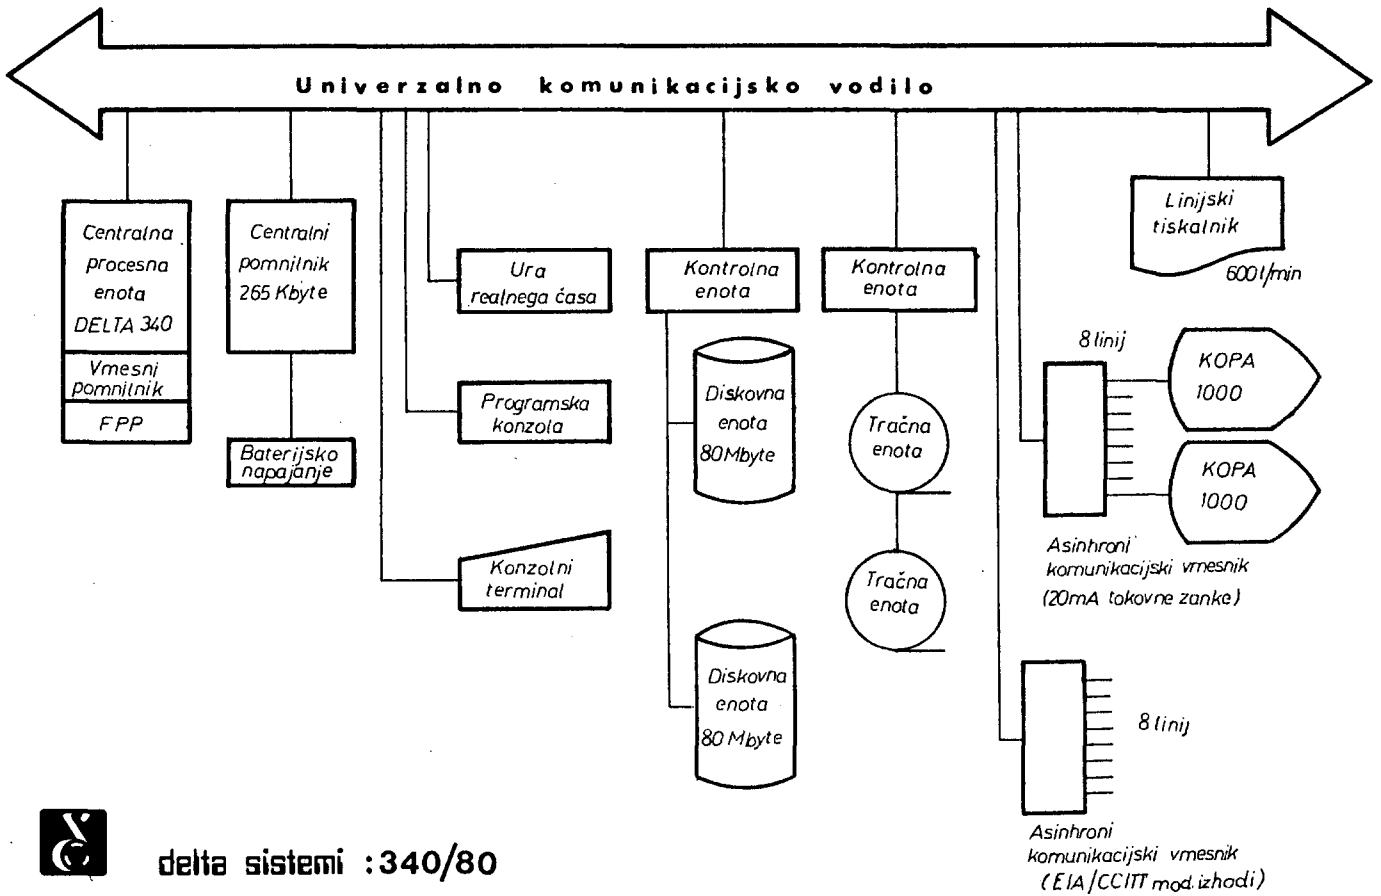 Univerzalno komunikacijsko vodilo
Centralna
procesna
enota
DELTA 340
Vmesni
pomnilnik
FPP
Centralni
pomnilnik
265 Kbyte
Baterijsko
napajanje
Ura
realnega časa
Programska
konzola
Konzolni
terminal
Kontrolna
enota
Diskovna
enota
80 Mbyte
Diskovna
enota
80 Mbyte
Kontrolna
enota
Tračna
enota
Tračna
enota
Linijski
tiskalnik
600 l/min
8 linij
KOPA
1000
KOPA
1000
Asinhroni
komunikacijski vmesnik
(20mA tokovne zanke)
8 linij
Asinhroni
komunikacijski vmesnik
(EIA/CCITT mod. izhodi)
delta sistemi :340/80